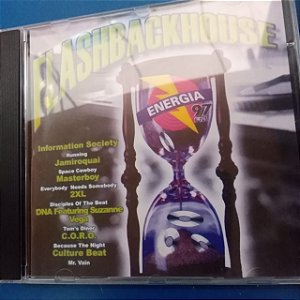 FLASHBACKHOUSE
ENERGIA
97
Information Society
Running
Jamiroquai
Space Cowboy
Masterboy
Everybody Needs Somebody
2XL
Disciples Of The Beat
DNA Featuring Suzanne
Vega
Tom's Diner
C.O.R.O.
Because The Night
Culture Beat
Mr. Vain